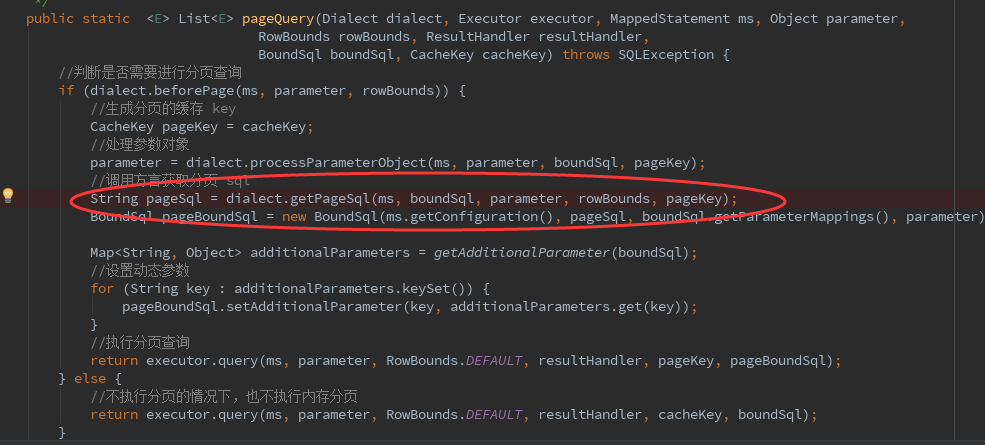 */
public static  <E> List<E> pageQuery(Dialect dialect, Executor executor, MappedStatement ms, Object parameter,
RowBounds rowBounds, ResultHandler resultHandler,
BoundSql boundSql, CacheKey cacheKey) throws SQLException {
//判断是否需要进行分页查询
if (dialect.beforePage(ms, parameter, rowBounds)) {
//生成分页的缓存 key
CacheKey pageKey = cacheKey;
//处理参数对象
parameter = dialect.processParameterObject(ms, parameter, boundSql, pageKey);
//调用方言获取分页 sql
String pageSql = dialect.getPageSql(ms, boundSql, parameter, rowBounds, pageKey);
BoundSql pageBoundSql = new BoundSql(ms.getConfiguration(), pageSql, boundSql.getParameterMappings(), parameter)
Map<String, Object> additionalParameters = getAdditionalParameter(boundSql);
//设置动态参数
for (String key : additionalParameters.keySet()) {
pageBoundSql.setAdditionalParameter(key, additionalParameters.get(key));
}
//执行分页查询
return executor.query(ms, parameter, RowBounds.DEFAULT, resultHandler, pageKey, pageBoundSql);
} else {
//不执行分页的情况下，也不执行内存分页
return executor.query(ms, parameter, RowBounds.DEFAULT, resultHandler, cacheKey, boundSql);
}